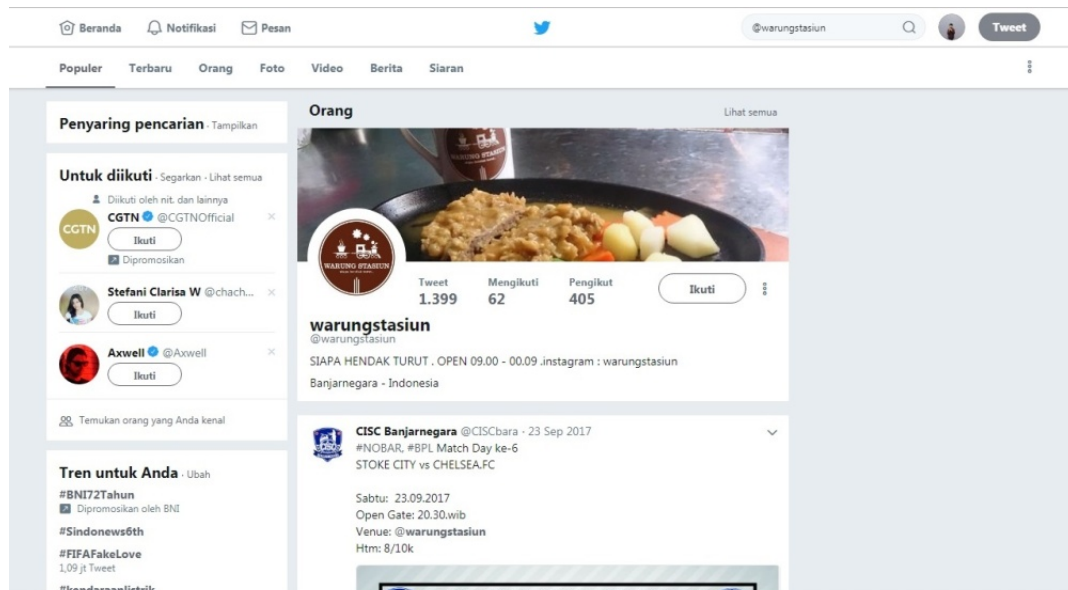 Beranda Notifikasi Pesan @warungstasiun Tweet
Populer Terbaru Orang Foto Video Berita Siaran
Penyaring pencarian · Tampilkan
Untuk diikuti · Segarkan · Lihat semua
Diikuti oleh nit. dan lainnya
CGTN
CGTN @CGTNOfficial
Ikuti
Dipromosikan
Stefani Clarisa W @chach...
Ikuti
Axwell @Axwell
Ikuti
Temukan orang yang Anda kenal
Tren untuk Anda · Ubah
#BNI72Tahun
Dipromosikan oleh BNI
#Sindonews6th
#FIFAFakeLove
1,09 jt Tweet
#kendaraanlistrik
Orang Lihat semua
WARUNG STASIUN
WARUNG STASIUN
Tweet Mengikuti Pengikut
1.399 62 405
Ikuti
warungstasiun
@warungstasiun
SIAPA HENDAK TURUT . OPEN 09.00 - 00.09 .instagram : warungstasiun
Banjarnegara - Indonesia
CISC Banjarnegara @CISCbara · 23 Sep 2017
#NOBAR, #BPL Match Day ke-6
STOKE CITY vs CHELSEA.FC
Sabtu: 23.09.2017
Open Gate: 20.30.wib
Venue: @warungstasiun
Htm: 8/10k